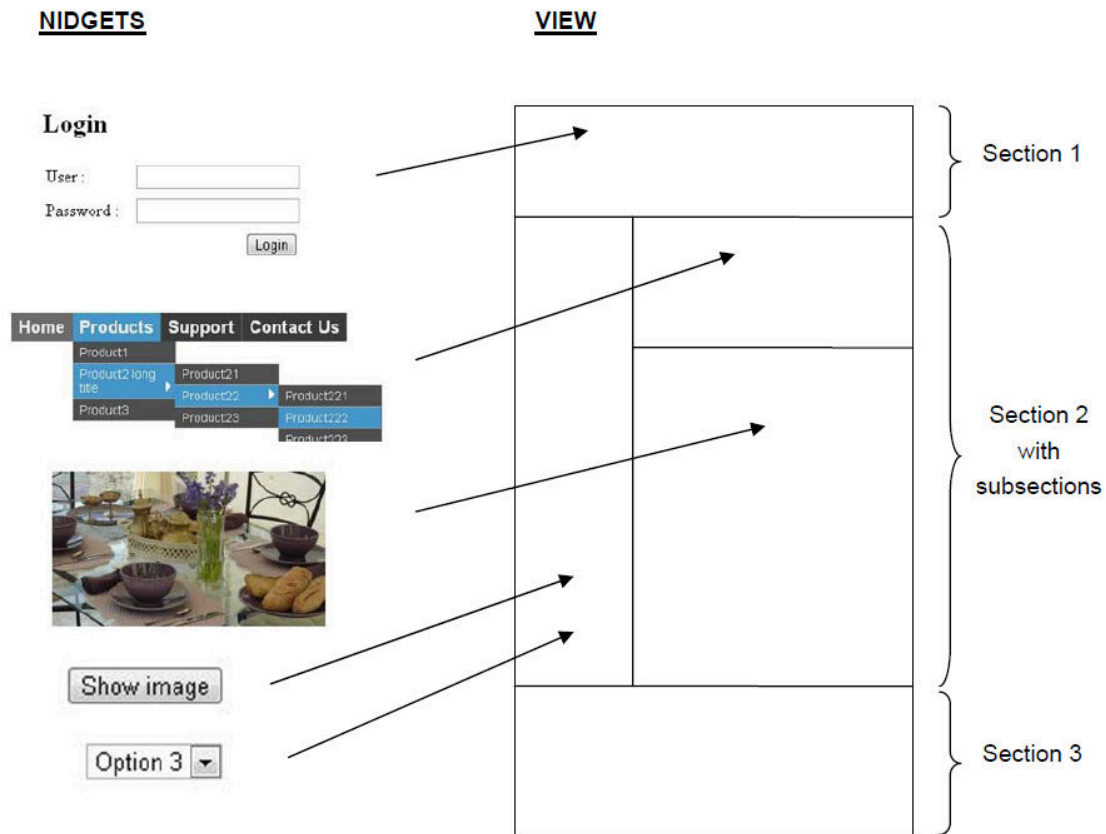 NIDGETS
VIEW
Login
User :
Password :
Login
Home Products Support Contact Us
Product1
Product2 long
title
Product3
Product21
Product22
Product23
Product221
Product222
Product223
Show image
Option 3
Section 1
Section 2
with
subsections
Section 3